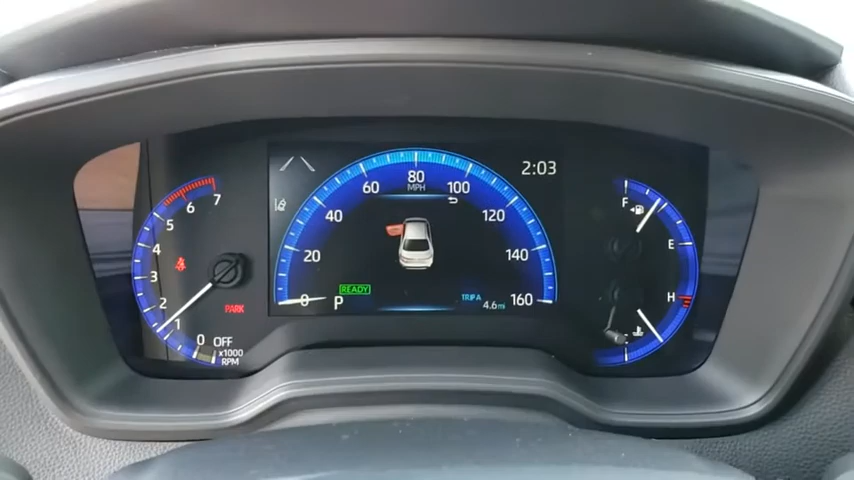 7
6
5
4
3
2
1
0 OFF
x1000
RPM
PARK
2:03
80
MPH
60 100
40 120
20 140
0 160
READY
P
TRIP A
4.6 mi
F
E
H
C